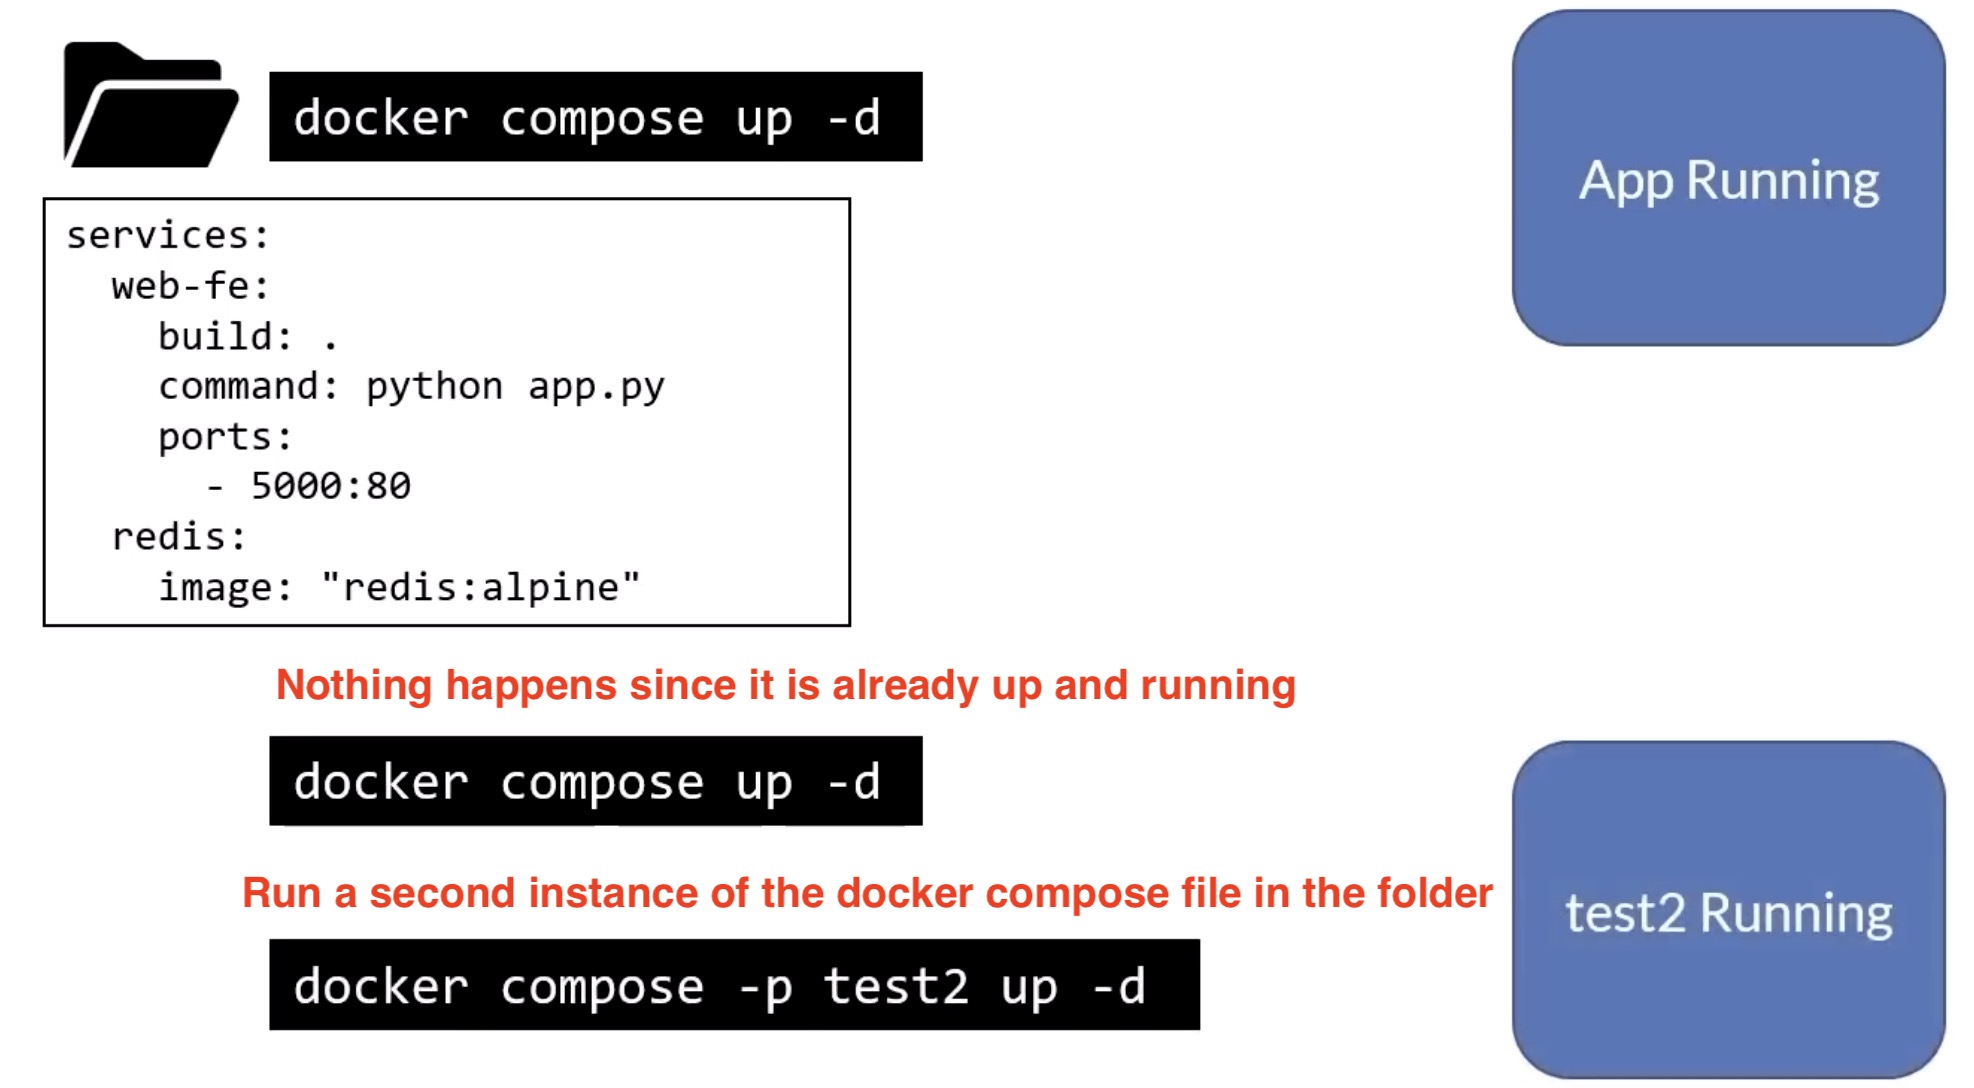 docker compose up -d
App Running
services:
  web-fe:
    build: .
    command: python app.py
    ports:
      - 5000:80
  redis:
    image: "redis:alpine"
Nothing happens since it is already up and running
docker compose up -d
Run a second instance of the docker compose file in the folder
test2 Running
docker compose -p test2 up -d